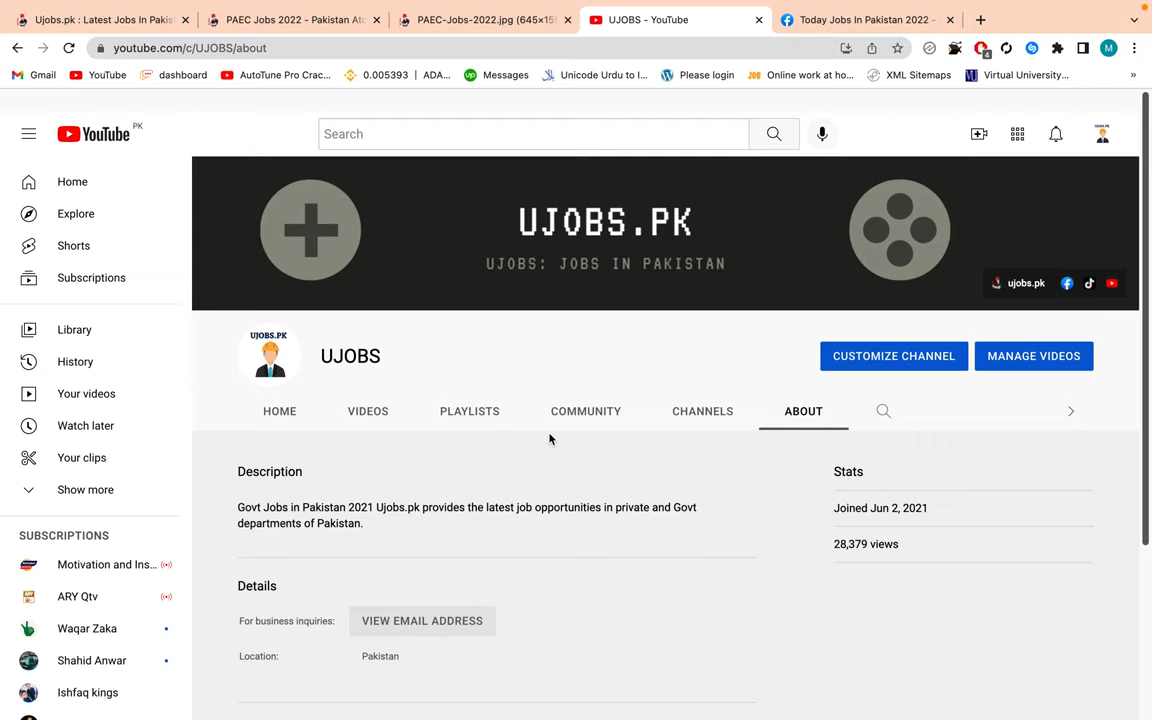 Ujobs.pk : Latest Jobs In Pakis
PAEC Jobs 2022 - Pakistan Ato
PAEC-Jobs-2022.jpg (645×155
UJOBS - YouTube
Today Jobs In Pakistan 2022 -
youtube.com/c/UJOBS/about
4
M
Gmail
YouTube
dashboard
AutoTune Pro Crac...
0.005393 | ADA...
Messages
Unicode Urdu to I...
Please login
Online work at ho...
XML Sitemaps
Virtual University...
»
YouTube PK
Search
UJOBS.PK
UJOBS: JOBS IN PAKISTAN
ujobs.pk
Home
Explore
Shorts
Subscriptions
Library
History
Your videos
Watch later
Your clips
Show more
SUBSCRIPTIONS
Motivation and Ins...
ARY Qtv
Waqar Zaka
Shahid Anwar
Ishfaq kings
UJOBS.PK
UJOBS
CUSTOMIZE CHANNEL
MANAGE VIDEOS
HOME
VIDEOS
PLAYLISTS
COMMUNITY
CHANNELS
ABOUT
Description
Govt Jobs in Pakistan 2021 Ujobs.pk provides the latest job opportunities in private and Govt
departments of Pakistan.
Details
For business inquiries:
VIEW EMAIL ADDRESS
Location:
Pakistan
Stats
Joined Jun 2, 2021
28,379 views